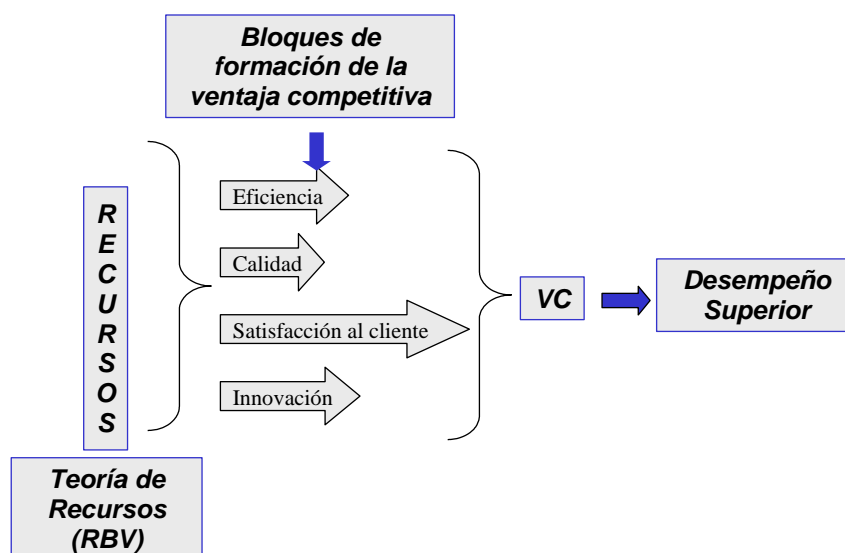 Bloques de
formación de la
ventaja competitiva
Eficiencia
Calidad
Satisfacción al cliente
Innovación
R
E
C
U
R
S
O
S
Teoría de
Recursos
(RBV)
VC
Desempeño
Superior